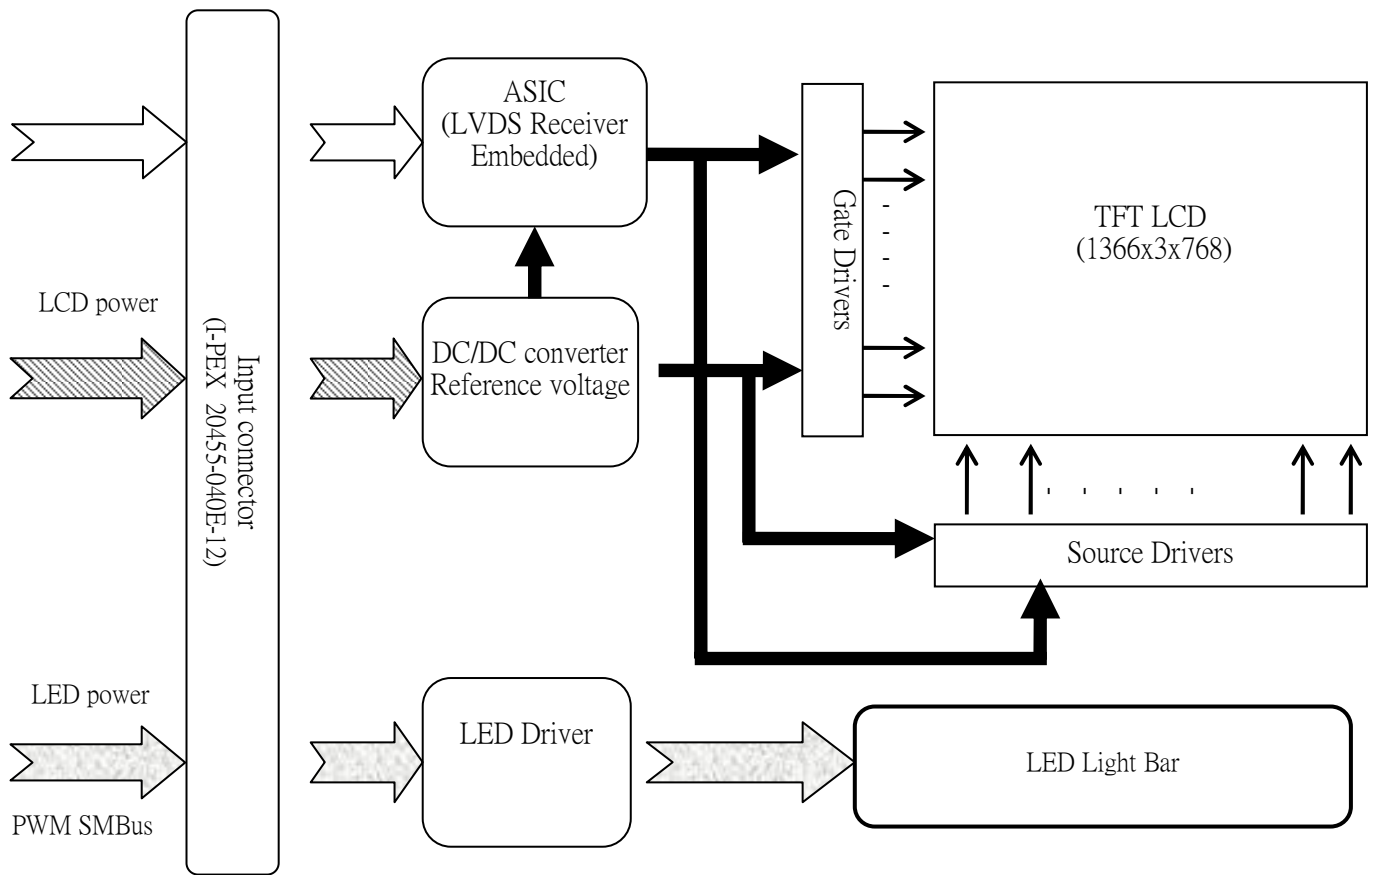 ASIC
(LVDS Receiver
Embedded)
Gate Drivers
TFT LCD
(1366x3x768)
LCD power
Input connector
(I-PEX 20455-040E-12)
DC/DC converter
Reference voltage
Source Drivers
LED power
LED Driver
LED Light Bar
PWM SMBus